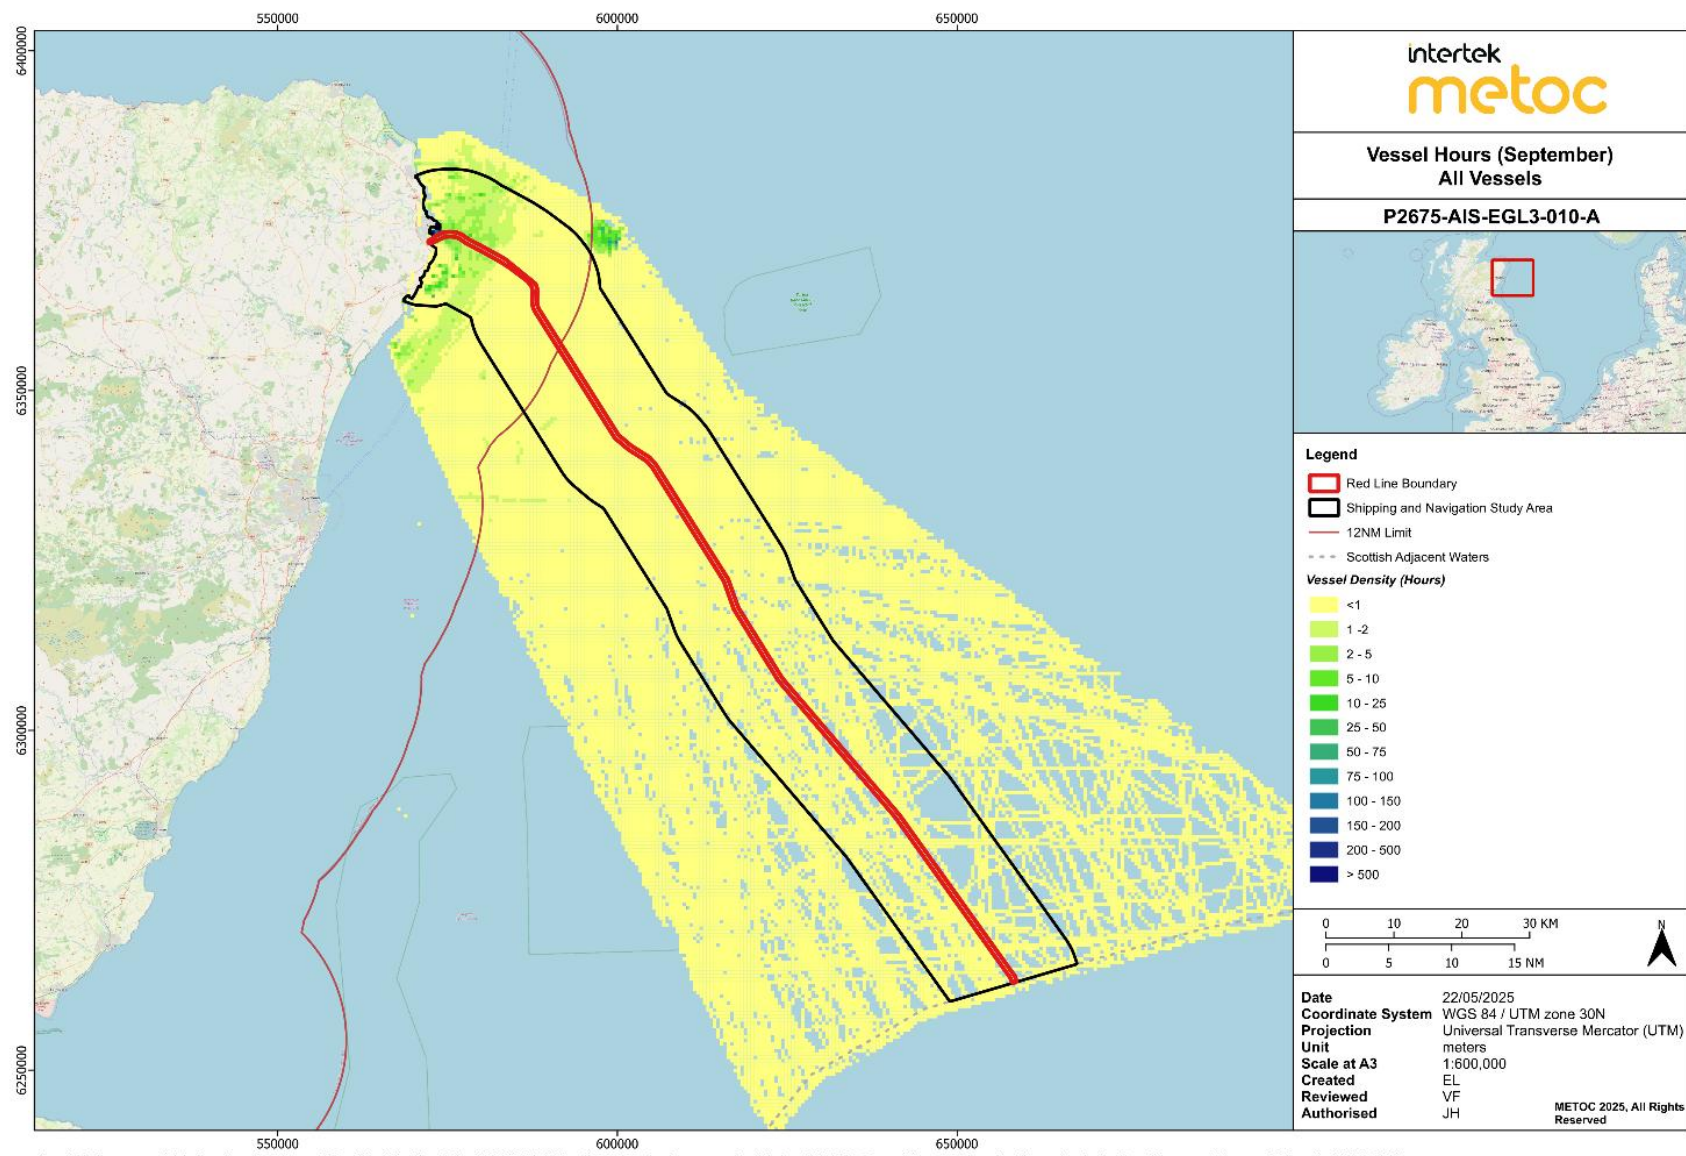 550000
600000
650000
6400000
6350000
6300000
6250000
550000
600000
650000
intertek
metoc
Vessel Hours (September)
All Vessels
P2675-AIS-EGL3-010-A
Legend
Red Line Boundary
Shipping and Navigation Study Area
12NM Limit
Scottish Adjacent Waters
Vessel Density (Hours)
<1
1 -2
2 - 5
5 - 10
10 - 25
25 - 50
50 - 75
75 - 100
100 - 150
150 - 200
200 - 500
> 500
0 10 20 30 KM
0 5 10 15 NM
N
Date 22/05/2025
Coordinate System WGS 84 / UTM zone 30N
Projection Universal Transverse Mercator (UTM)
Unit meters
Scale at A3 1:600,000
Created EL
Reviewed VF
Authorised JH
METOC 2025, All Rights
Reserved